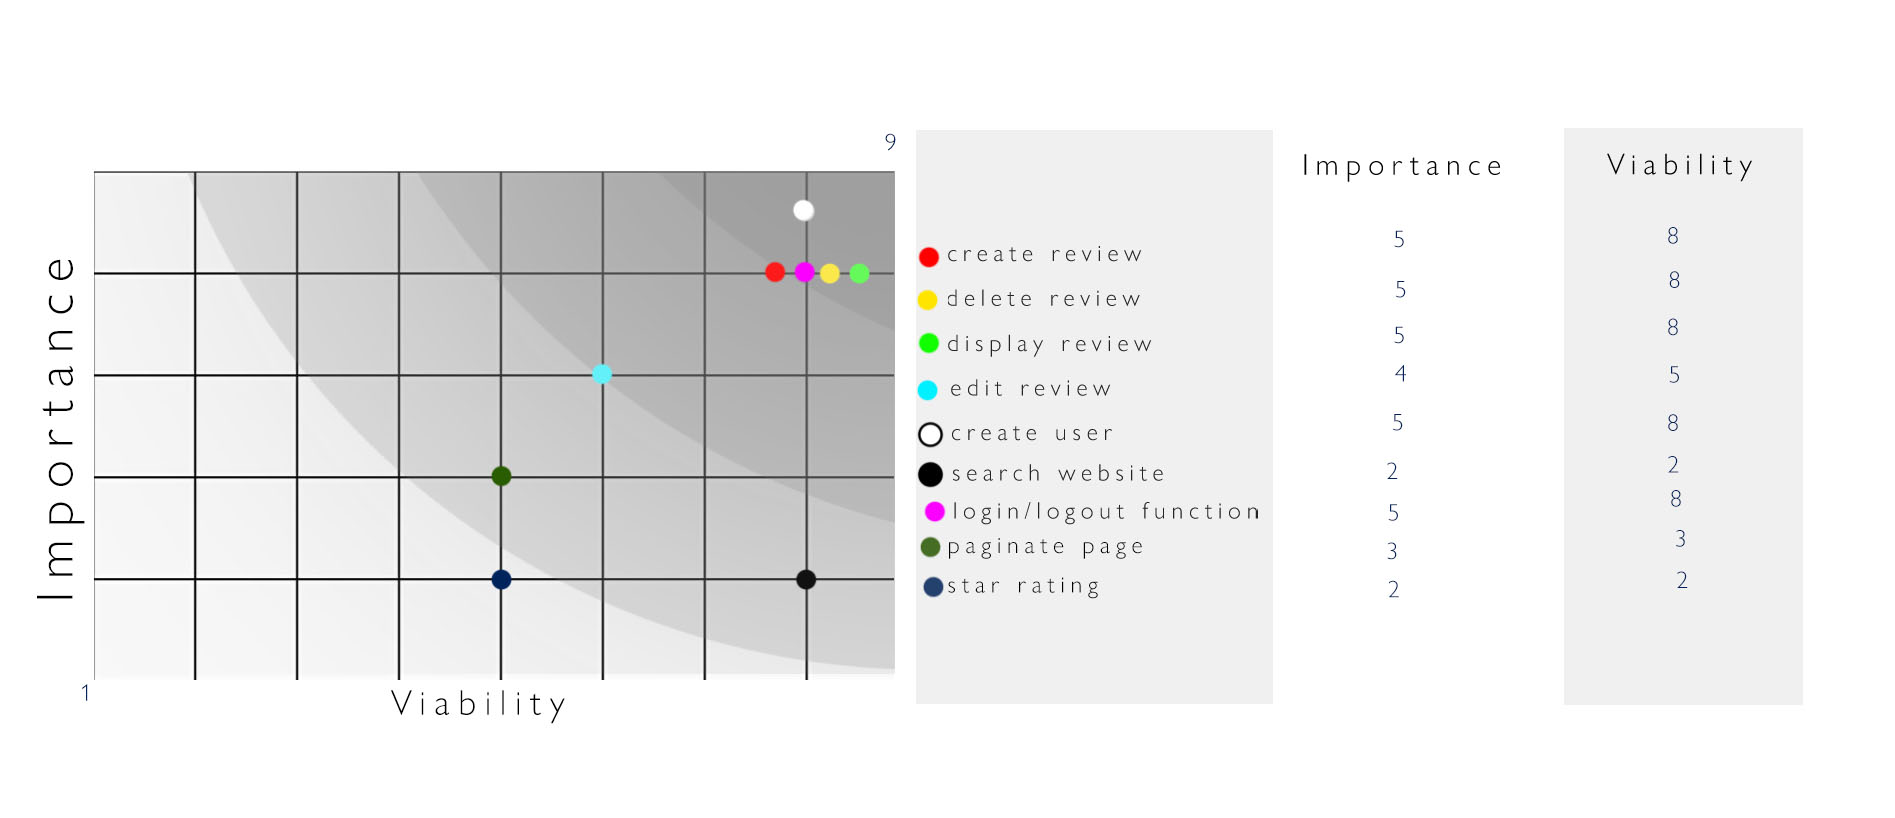 9
Importance
1
Viability
Importance Viability
create review 5 8
delete review 5 8
display review 5 8
edit review 4 5
create user 5 8
search website 2 2
login/logout function 5 8
paginate page 3 3
star rating 2 2